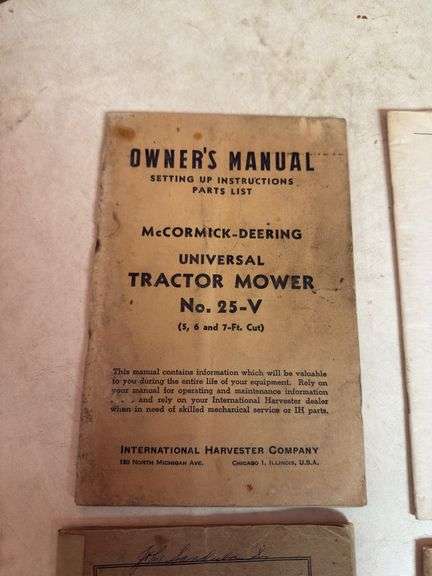 OWNER'S MANUAL
SETTING UP INSTRUCTIONS
PARTS LIST
McCORMICK-DEERING
UNIVERSAL
TRACTOR MOWER
No. 25-V
(5, 6 and 7-Ft. Cut)
This manual contains information which will be valuable
to you during the entire life of your equipment. Rely on
your manual for operating and maintenance information
. . . . and rely on your International Harvester dealer
when in need of skilled mechanical service or IH parts.
INTERNATIONAL HARVESTER COMPANY
180 NORTH MICHIGAN AVE. CHICAGO 1, ILLINOIS, U.S.A.